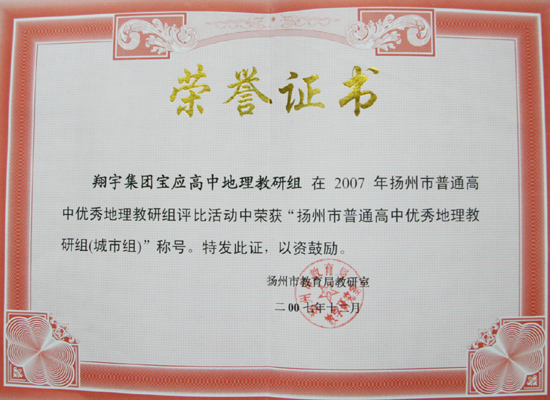 荣誉证书
翔宇集团宝应高中地理教研组 在 2007 年扬州市普通高
中优秀地理教研组评比活动中荣获“扬州市普通高中优秀地理教
研组(城市组)”称号。特发此证，以资鼓励。
扬州市教育局教研室
二00七年十二月